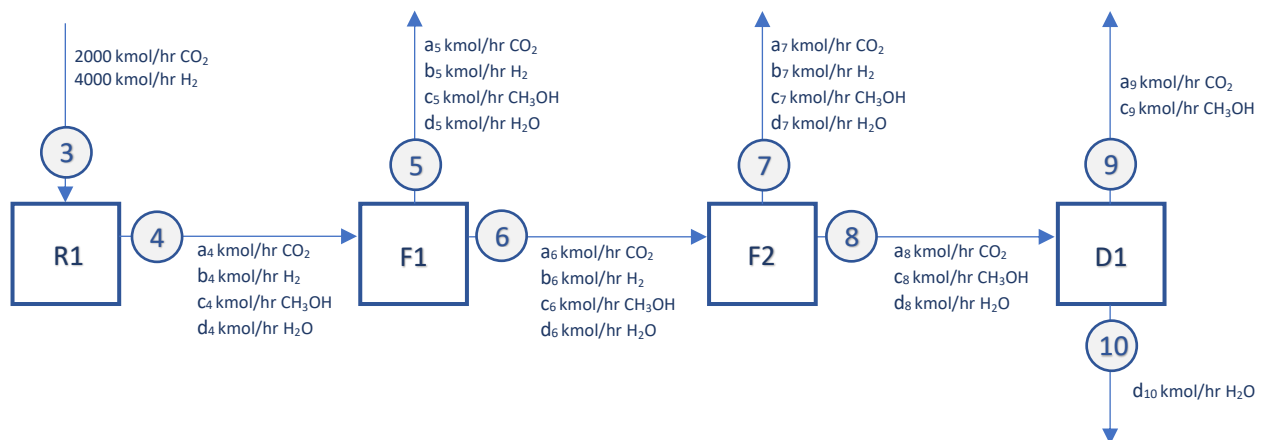 2000 kmol/hr CO₂
4000 kmol/hr H₂
3
R1
4
a₄ kmol/hr CO₂
b₄ kmol/hr H₂
c₄ kmol/hr CH₃OH
d₄ kmol/hr H₂O
a₅ kmol/hr CO₂
b₅ kmol/hr H₂
c₅ kmol/hr CH₃OH
d₅ kmol/hr H₂O
5
F1
6
a₆ kmol/hr CO₂
b₆ kmol/hr H₂
c₆ kmol/hr CH₃OH
d₆ kmol/hr H₂O
a₇ kmol/hr CO₂
b₇ kmol/hr H₂
c₇ kmol/hr CH₃OH
d₇ kmol/hr H₂O
7
F2
8
a₈ kmol/hr CO₂
c₈ kmol/hr CH₃OH
d₈ kmol/hr H₂O
a₉ kmol/hr CO₂
c₉ kmol/hr CH₃OH
9
D1
10
d₁₀ kmol/hr H₂O